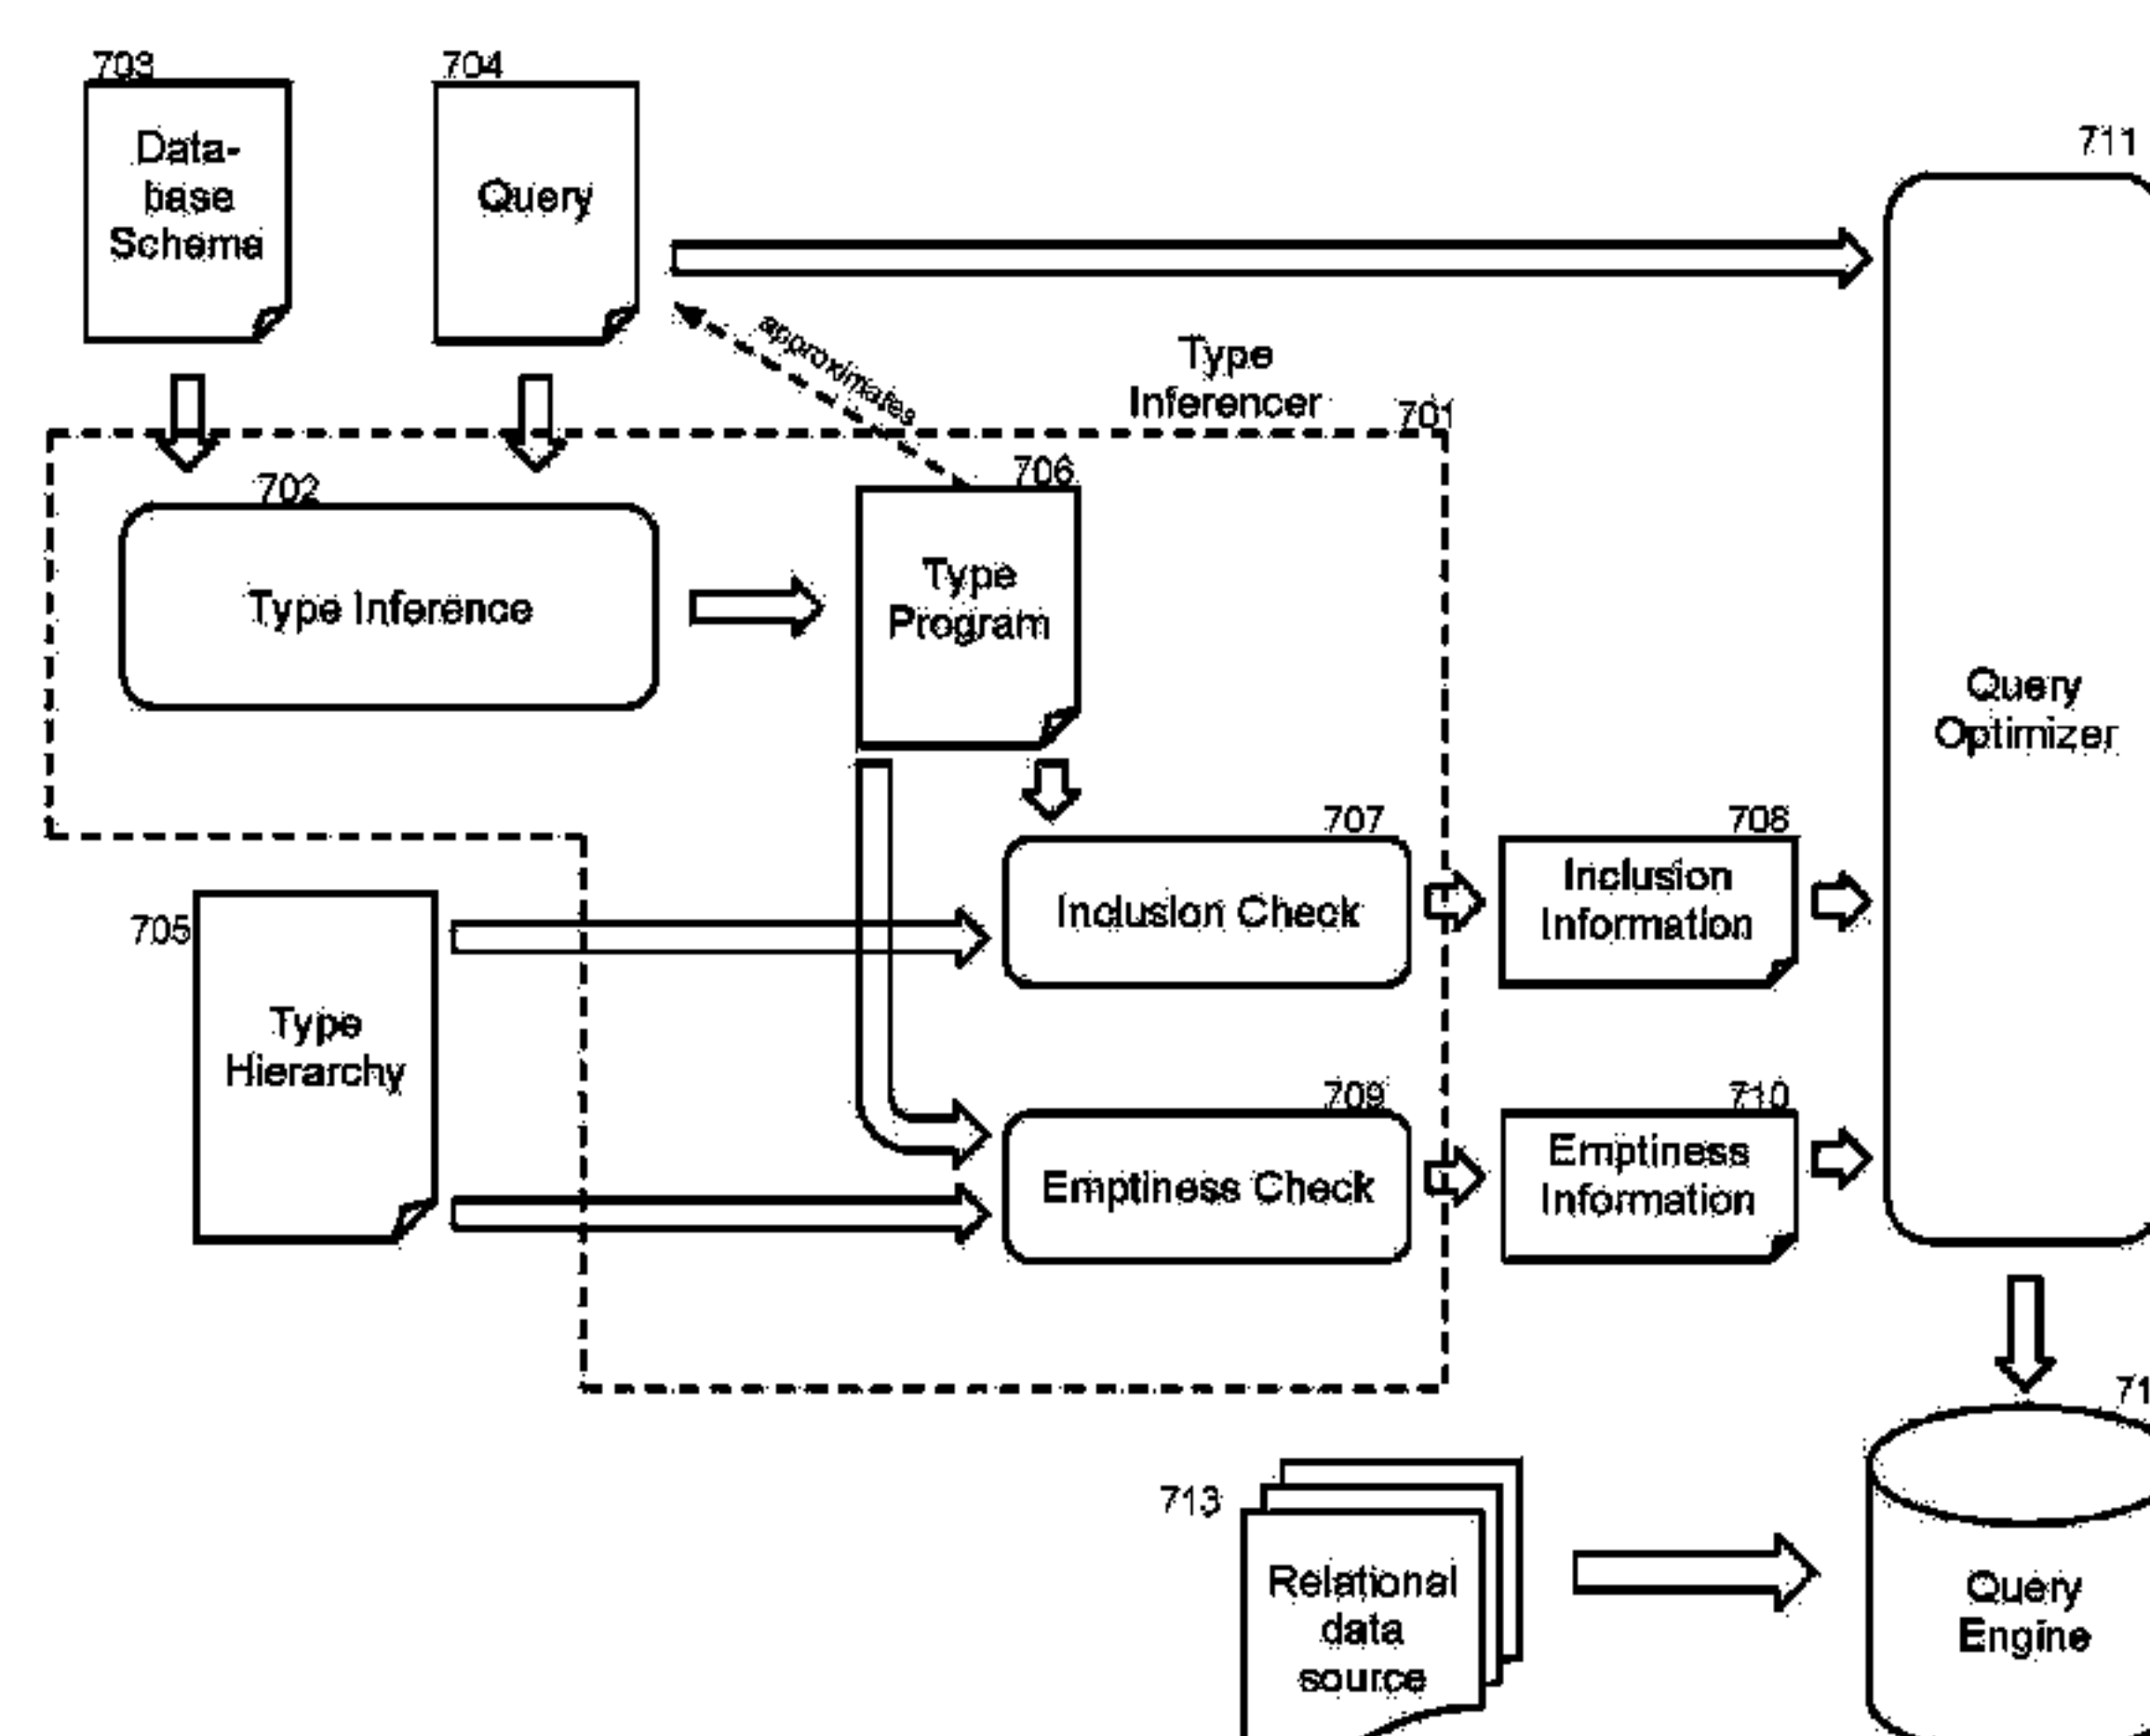 703
Data-
base
Schema
704
Query
711
approximates
Type
Inferencer
701
702
Type Inference
706
Type
Program
Query
Optimizer
707
Inclusion Check
708
Inclusion
Information
705
Type
Hierarchy
709
Emptiness Check
710
Emptiness
Information
71
713
Relational
data
source
Query
Engine